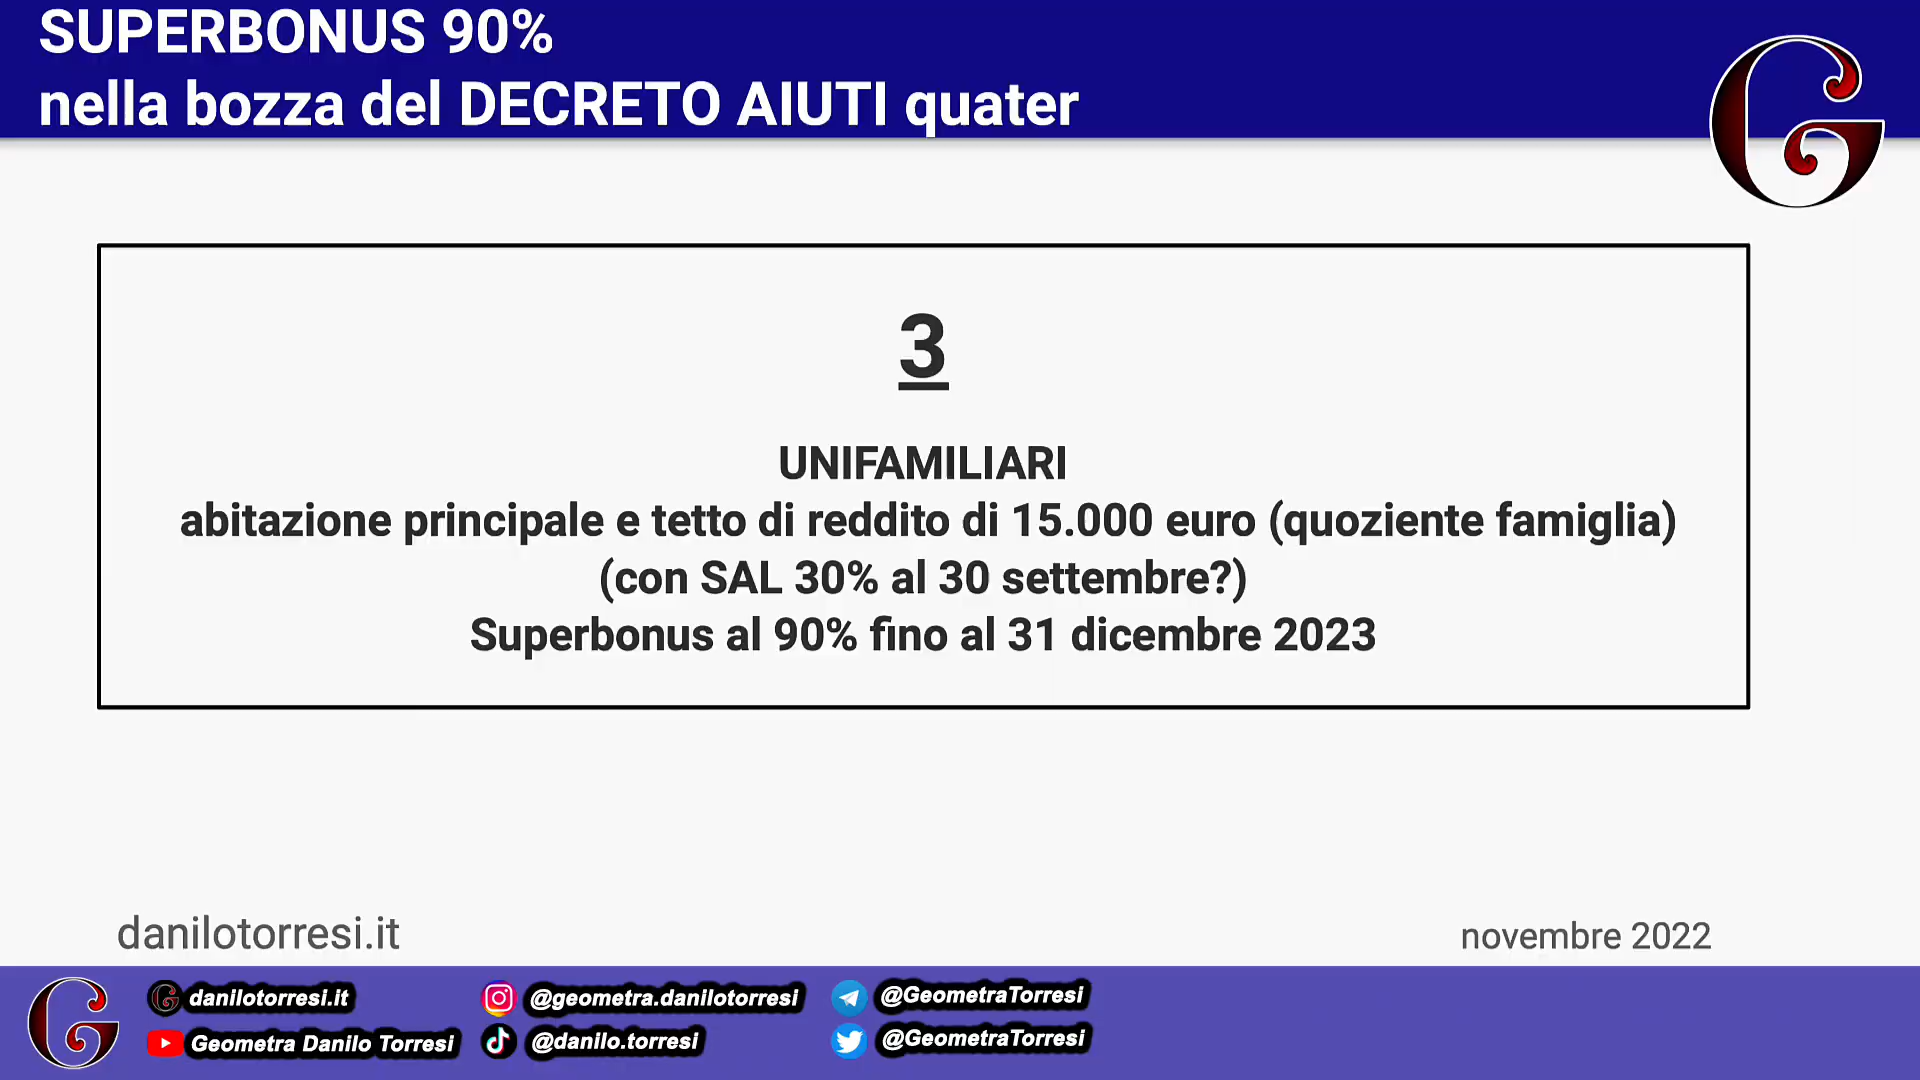 SUPERBONUS 90%
nella bozza del DECRETO AIUTI quater
3
UNIFAMILIARI
abitazione principale e tetto di reddito di 15.000 euro (quoziente famiglia)
(con SAL 30% al 30 settembre?)
Superbonus al 90% fino al 31 dicembre 2023
danilotorresi.it
novembre 2022
danilotorresi.it
@geometra.danilotorresi
@GeometraTorresi
Geometra Danilo Torresi
@danilo.torresi
@GeometraTorresi